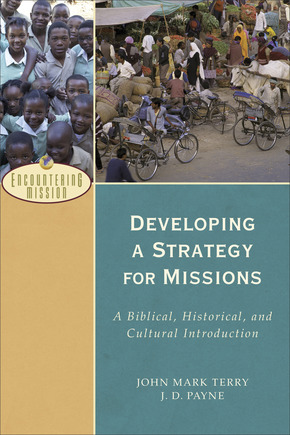 ENCOUNTERING
MISSION
DEVELOPING
A STRATEGY
FOR MISSIONS
A Biblical, Historical, and
Cultural Introduction
JOHN MARK TERRY
J. D. PAYNE